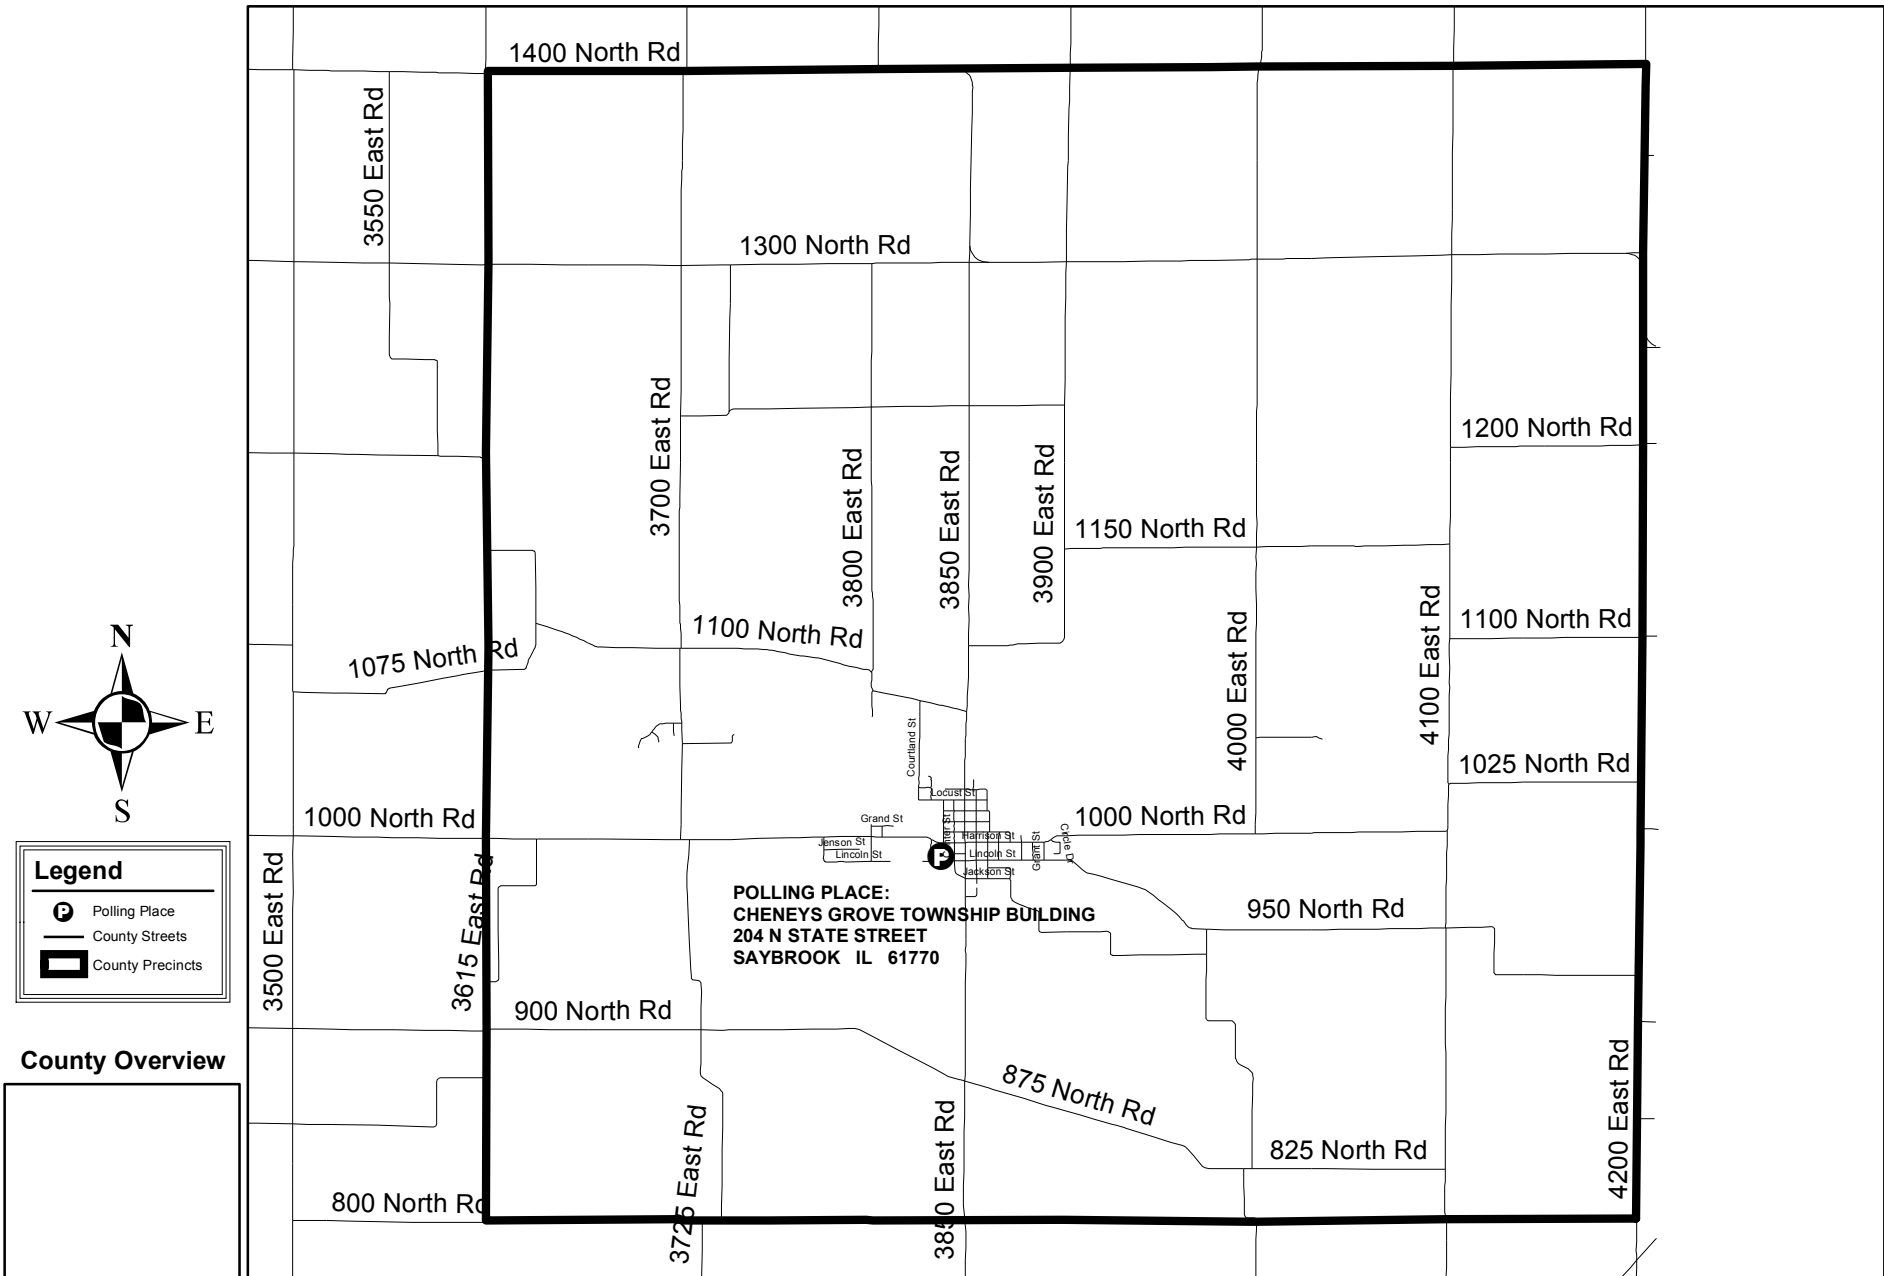 1400 North Rd
3550 East Rd
1300 North Rd
3700 East Rd
3800 East Rd
3850 East Rd
3900 East Rd
1200 North Rd
1150 North Rd
4000 East Rd
4100 East Rd
1100 North Rd
1100 North Rd
1075 North Rd
N
W
E
S
Courtland St
1025 North Rd
Locust St
1000 North Rd
Grand St
1000 North Rd
Harrison St
Jenson St
Lincoln St
Lincoln St
Grant St
Circle Dr
Jackson St
P
Legend
P Polling Place
County Streets
County Precincts
3500 East Rd
3615 East Rd
POLLING PLACE:
CHENEYS GROVE TOWNSHIP BUILDING
204 N STATE STREET
SAYBROOK IL 61770
950 North Rd
900 North Rd
County Overview
875 North Rd
3725 East Rd
3850 East Rd
825 North Rd
4200 East Rd
800 North Rd